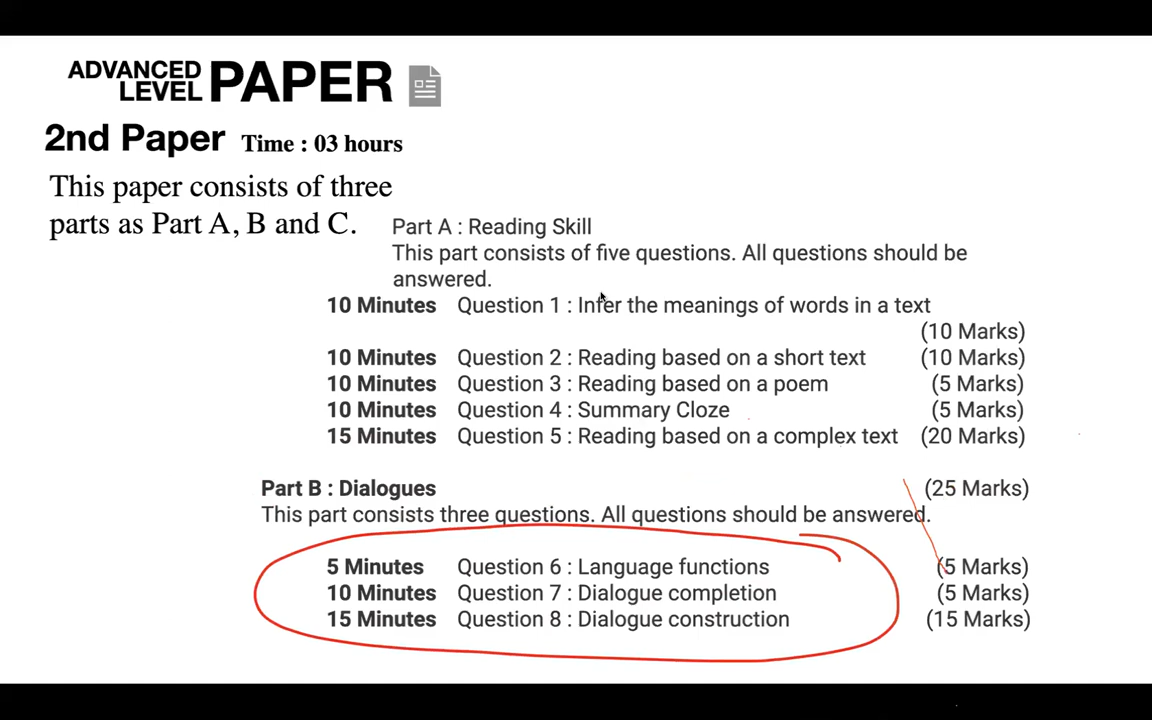 ADVANCED
LEVEL PAPER
2nd Paper Time : 03 hours
This paper consists of three
parts as Part A, B and C.
Part A : Reading Skill
This part consists of five questions. All questions should be
answered.
10 Minutes Question 1 : Infer the meanings of words in a text
(10 Marks)
10 Minutes Question 2 : Reading based on a short text (10 Marks)
10 Minutes Question 3 : Reading based on a poem (5 Marks)
10 Minutes Question 4 : Summary Cloze (5 Marks)
15 Minutes Question 5 : Reading based on a complex text (20 Marks)
Part B : Dialogues (25 Marks)
This part consists three questions. All questions should be answered.
5 Minutes Question 6 : Language functions (5 Marks)
10 Minutes Question 7 : Dialogue completion (5 Marks)
15 Minutes Question 8 : Dialogue construction (15 Marks)